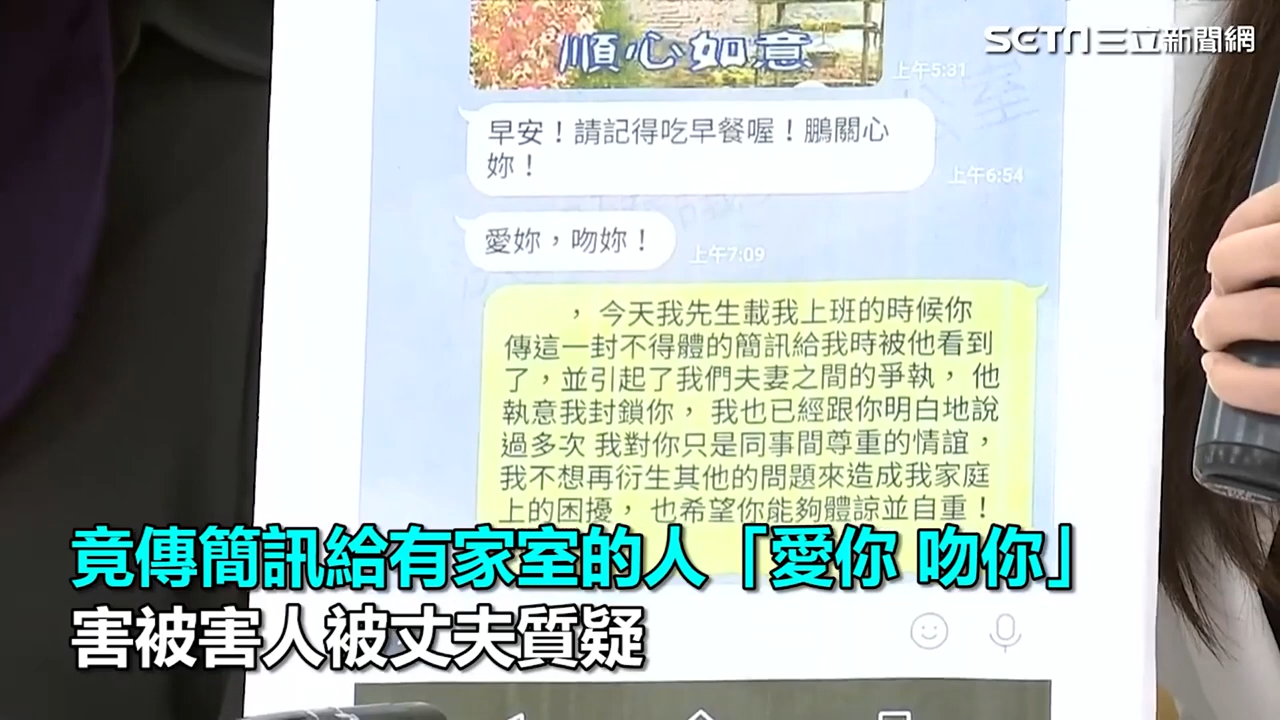 SETN三立新聞網
順心如意
上午5:31
早安！請記得吃早餐喔！鵬關心
妳！
上午6:54
愛妳，吻妳！
上午7:09
，今天我先生載我上班的時候你
傳這一封不得體的簡訊給我時被他看到
了，並引起了我們夫妻之間的爭執， 他
執意我封鎖你， 我也已經跟你明白地說
過多次 我對你只是同事間尊重的情誼，
我不想再衍生其他的問題來造成我家庭
上的困擾， 也希望你能夠體諒並自重！
竟傳簡訊給有家室的人「愛你 吻你」
害被害人被丈夫質疑